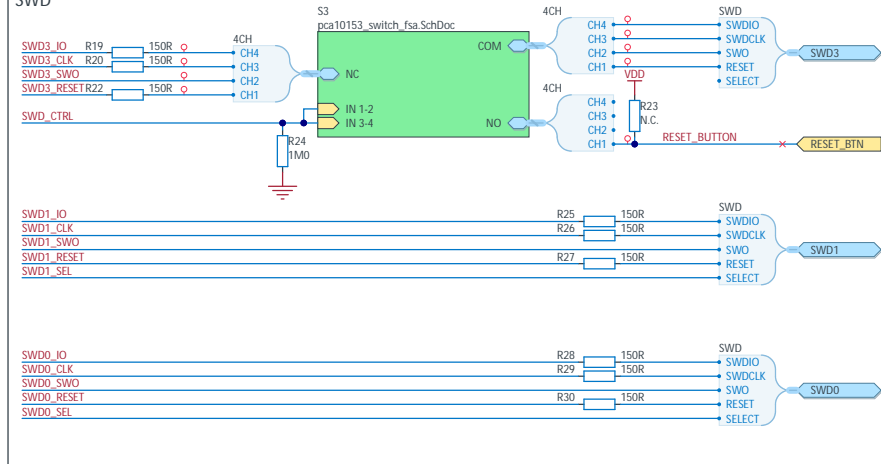 SWD
S3
pca10153_switch_fsa.SchDoc
4CH
SWD
SWD3_IO R19 150R
SWD3_CLK R20 150R
SWD3_SWO
SWD3_RESET R22 150R
4CH
CH4
CH3
CH2
CH1
NC
COM
CH4
CH3
CH2
CH1
SWDIO
SWDCLK
SWO
RESET
SELECT
SWD3
SWD_CTRL
IN 1-2
IN 3-4
NO
4CH
CH4
CH3
CH2
CH1
VDD
R23
N.C.
RESET_BUTTON
RESET_BTN
R24
1M0
SWD
SWD1_IO R25 150R SWDIO
SWD1_CLK R26 150R SWDCLK
SWD1_SWO SWO SWD1
SWD1_RESET R27 150R RESET
SWD1_SEL SELECT
SWD
SWD0_IO R28 150R SWDIO
SWD0_CLK R29 150R SWDCLK
SWD0_SWO SWO SWD0
SWD0_RESET R30 150R RESET
SWD0_SEL SELECT